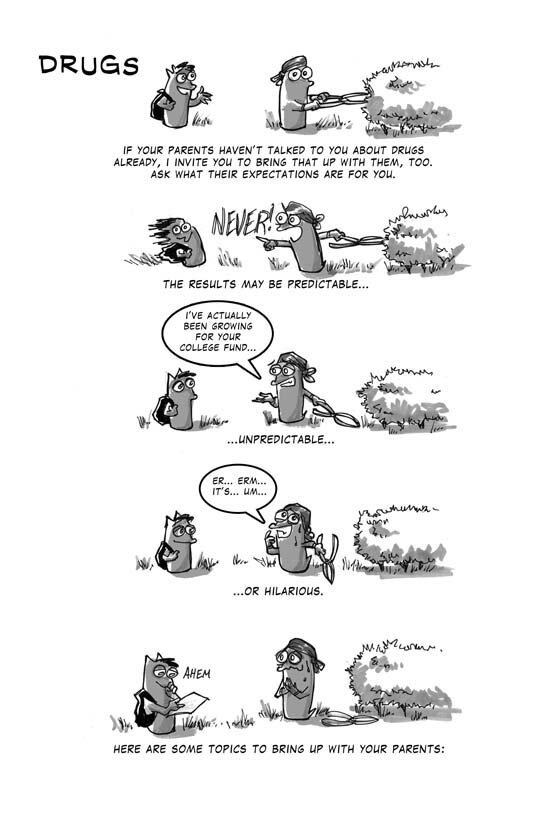 DRUGS
IF YOUR PARENTS HAVEN'T TALKED TO YOU ABOUT DRUGS
ALREADY, I INVITE YOU TO BRING THAT UP WITH THEM, TOO.
ASK WHAT THEIR EXPECTATIONS ARE FOR YOU.
NEVER!
THE RESULTS MAY BE PREDICTABLE...
I'VE ACTUALLY
BEEN GROWING
FOR YOUR
COLLEGE FUND...
...UNPREDICTABLE...
ER... ERM...
IT'S... UM...
...OR HILARIOUS.
AHEM
HERE ARE SOME TOPICS TO BRING UP WITH YOUR PARENTS: